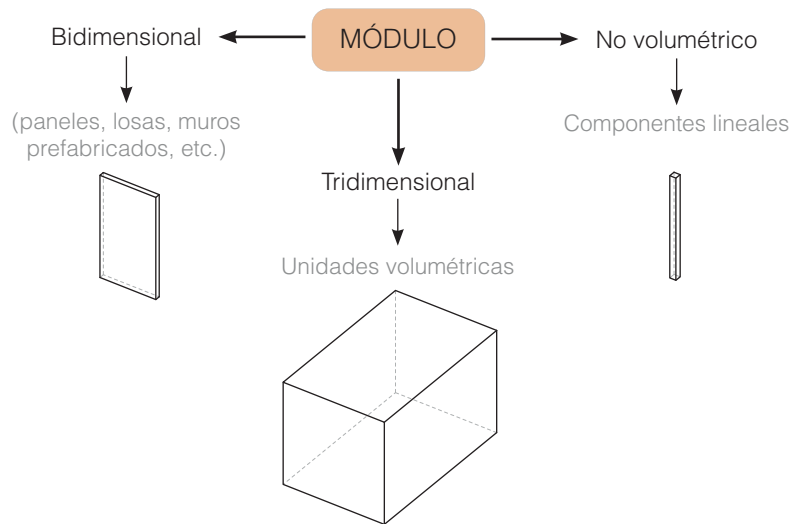 MÓDULO
Bidimensional
(paneles, losas, muros
prefabricados, etc.)
Tridimensional
Unidades volumétricas
No volumétrico
Componentes lineales